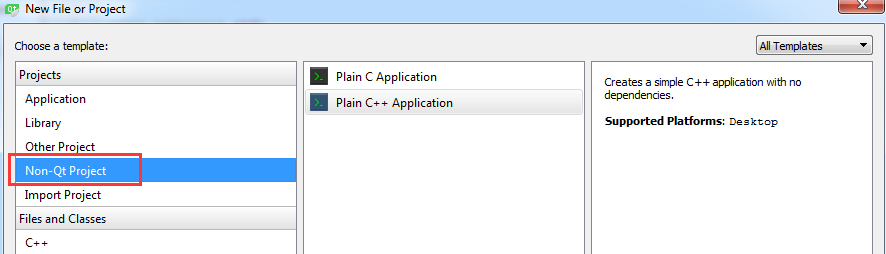 New File or Project
Choose a template:
All Templates
Projects
Application
Library
Other Project
Non-Qt Project
Import Project
Files and Classes
C++
Plain C Application
Plain C++ Application
Creates a simple C++ application with no
dependencies.
Supported Platforms: Desktop